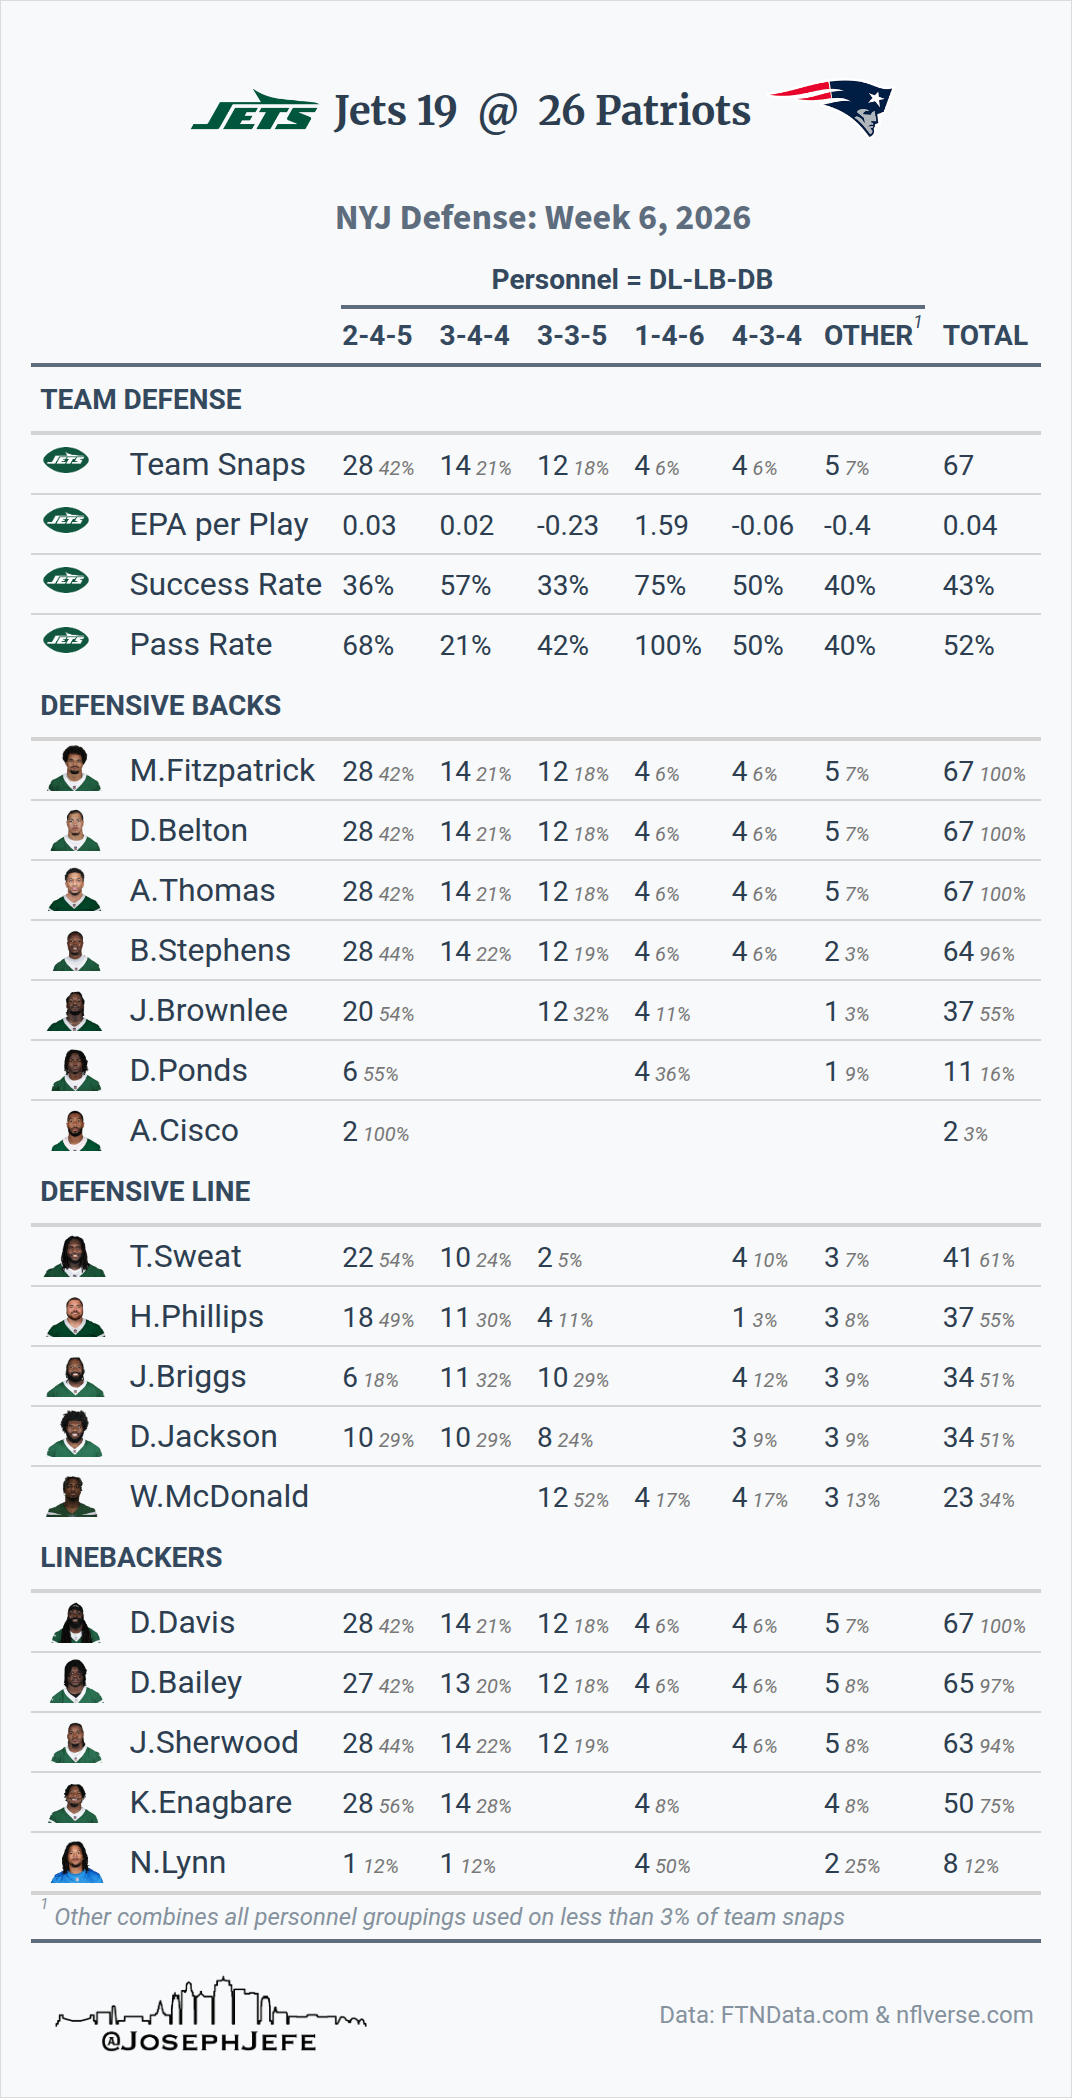 JETS Jets 19 @ 26 Patriots
NYJ Defense: Week 6, 2026
Personnel = DL-LB-DB
2-4-5 3-4-4 3-3-5 1-4-6 4-3-4 OTHER¹ TOTAL
TEAM DEFENSE
JETS Team Snaps 28 42% 14 21% 12 18% 4 6% 4 6% 5 7% 67
JETS EPA per Play 0.03 0.02 -0.23 1.59 -0.06 -0.4 0.04
JETS Success Rate 36% 57% 33% 75% 50% 40% 43%
JETS Pass Rate 68% 21% 42% 100% 50% 40% 52%
DEFENSIVE BACKS
M.Fitzpatrick 28 42% 14 21% 12 18% 4 6% 4 6% 5 7% 67 100%
D.Belton 28 42% 14 21% 12 18% 4 6% 4 6% 5 7% 67 100%
A.Thomas 28 42% 14 21% 12 18% 4 6% 4 6% 5 7% 67 100%
B.Stephens 28 44% 14 22% 12 19% 4 6% 4 6% 2 3% 64 96%
J.Brownlee 20 54% 12 32% 4 11% 1 3% 37 55%
D.Ponds 6 55% 4 36% 1 9% 11 16%
A.Cisco 2 100% 2 3%
DEFENSIVE LINE
T.Sweat 22 54% 10 24% 2 5% 4 10% 3 7% 41 61%
H.Phillips 18 49% 11 30% 4 11% 1 3% 3 8% 37 55%
J.Briggs 6 18% 11 32% 10 29% 4 12% 3 9% 34 51%
D.Jackson 10 29% 10 29% 8 24% 3 9% 3 9% 34 51%
W.McDonald 12 52% 4 17% 4 17% 3 13% 23 34%
LINEBACKERS
D.Davis 28 42% 14 21% 12 18% 4 6% 4 6% 5 7% 67 100%
D.Bailey 27 42% 13 20% 12 18% 4 6% 4 6% 5 8% 65 97%
J.Sherwood 28 44% 14 22% 12 19% 4 6% 5 8% 63 94%
K.Enagbare 28 56% 14 28% 4 8% 4 8% 50 75%
N.Lynn 1 12% 1 12% 4 50% 2 25% 8 12%
¹ Other combines all personnel groupings used on less than 3% of team snaps
@JOSEPHJEFE
Data: FTNData.com & nflverse.com